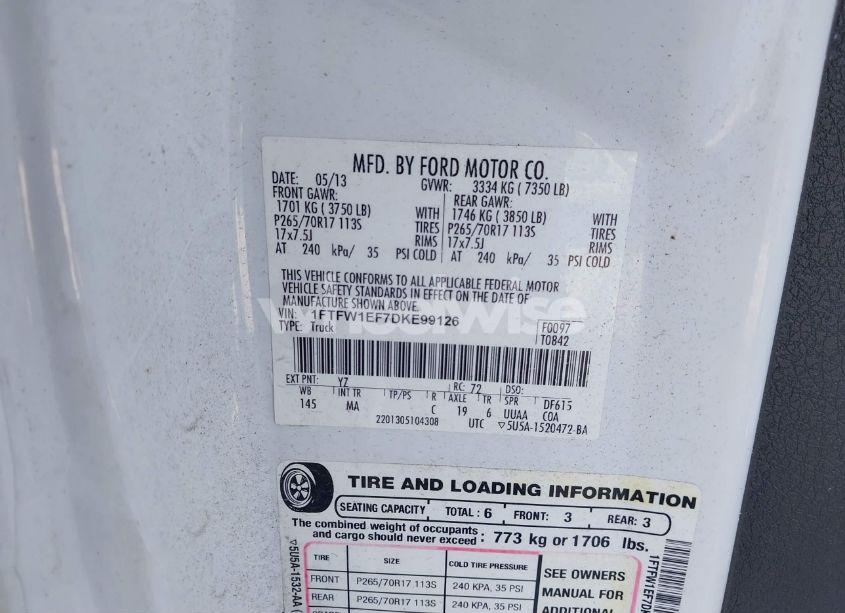 MFD. BY FORD MOTOR CO.
DATE: 05/13 GVWR: 3334 KG ( 7350 LB)
FRONT GAWR: REAR GAWR:
1701 KG ( 3750 LB) WITH 1746 KG ( 3850 LB) WITH
P265/70R17 113S TIRES P265/70R17 113S TIRES
17x7.5J RIMS 17x7.5J RIMS
AT 240 kPa/ 35 PSI COLD AT 240 kPa/ 35 PSI COLD
THIS VEHICLE CONFORMS TO ALL APPLICABLE FEDERAL MOTOR
VEHICLE SAFETY STANDARDS IN EFFECT ON THE DATE OF
MANUFACTURE SHOWN ABOVE.
VIN: 1FTFW1EF7DKE99126 F0097
TYPE: Truck T0842
wheelwise
EXT PNT: YZ RC: 72 DSO:
WB INT TR TP/PS R AXLE TR SPR DF615
145 MA C 19 6 UUAA COA
2201305104308 UTC ▽5U5A-1520472-BA
TIRE AND LOADING INFORMATION
SEATING CAPACITY TOTAL : 6 FRONT: 3 REAR: 3
The combined weight of occupants
and cargo should never exceed : 773 kg or 1706 lbs.
TIRE SIZE COLD TIRE PRESSURE
FRONT P265/70R17 113S 240 KPA, 35 PSI
REAR P265/70R17 113S 240 KPA, 35 PSI
SEE OWNERS
MANUAL FOR
ADDITIONAL
▽5U5A-1532-AA
1FTFW1EF7D